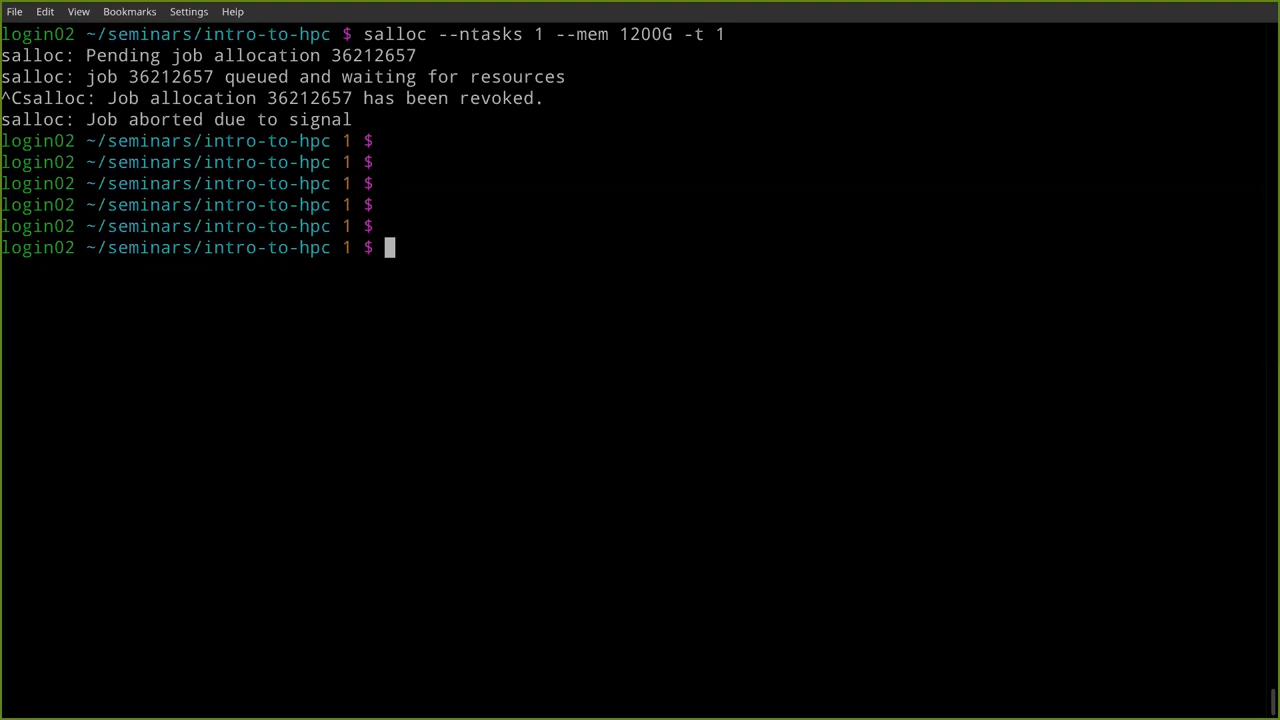 File Edit View Bookmarks Settings Help
login02 ~/seminars/intro-to-hpc $ salloc --ntasks 1 --mem 1200G -t 1
salloc: Pending job allocation 36212657
salloc: job 36212657 queued and waiting for resources
^Csalloc: Job allocation 36212657 has been revoked.
salloc: Job aborted due to signal
login02 ~/seminars/intro-to-hpc 1 $
login02 ~/seminars/intro-to-hpc 1 $
login02 ~/seminars/intro-to-hpc 1 $
login02 ~/seminars/intro-to-hpc 1 $
login02 ~/seminars/intro-to-hpc 1 $
login02 ~/seminars/intro-to-hpc 1 $